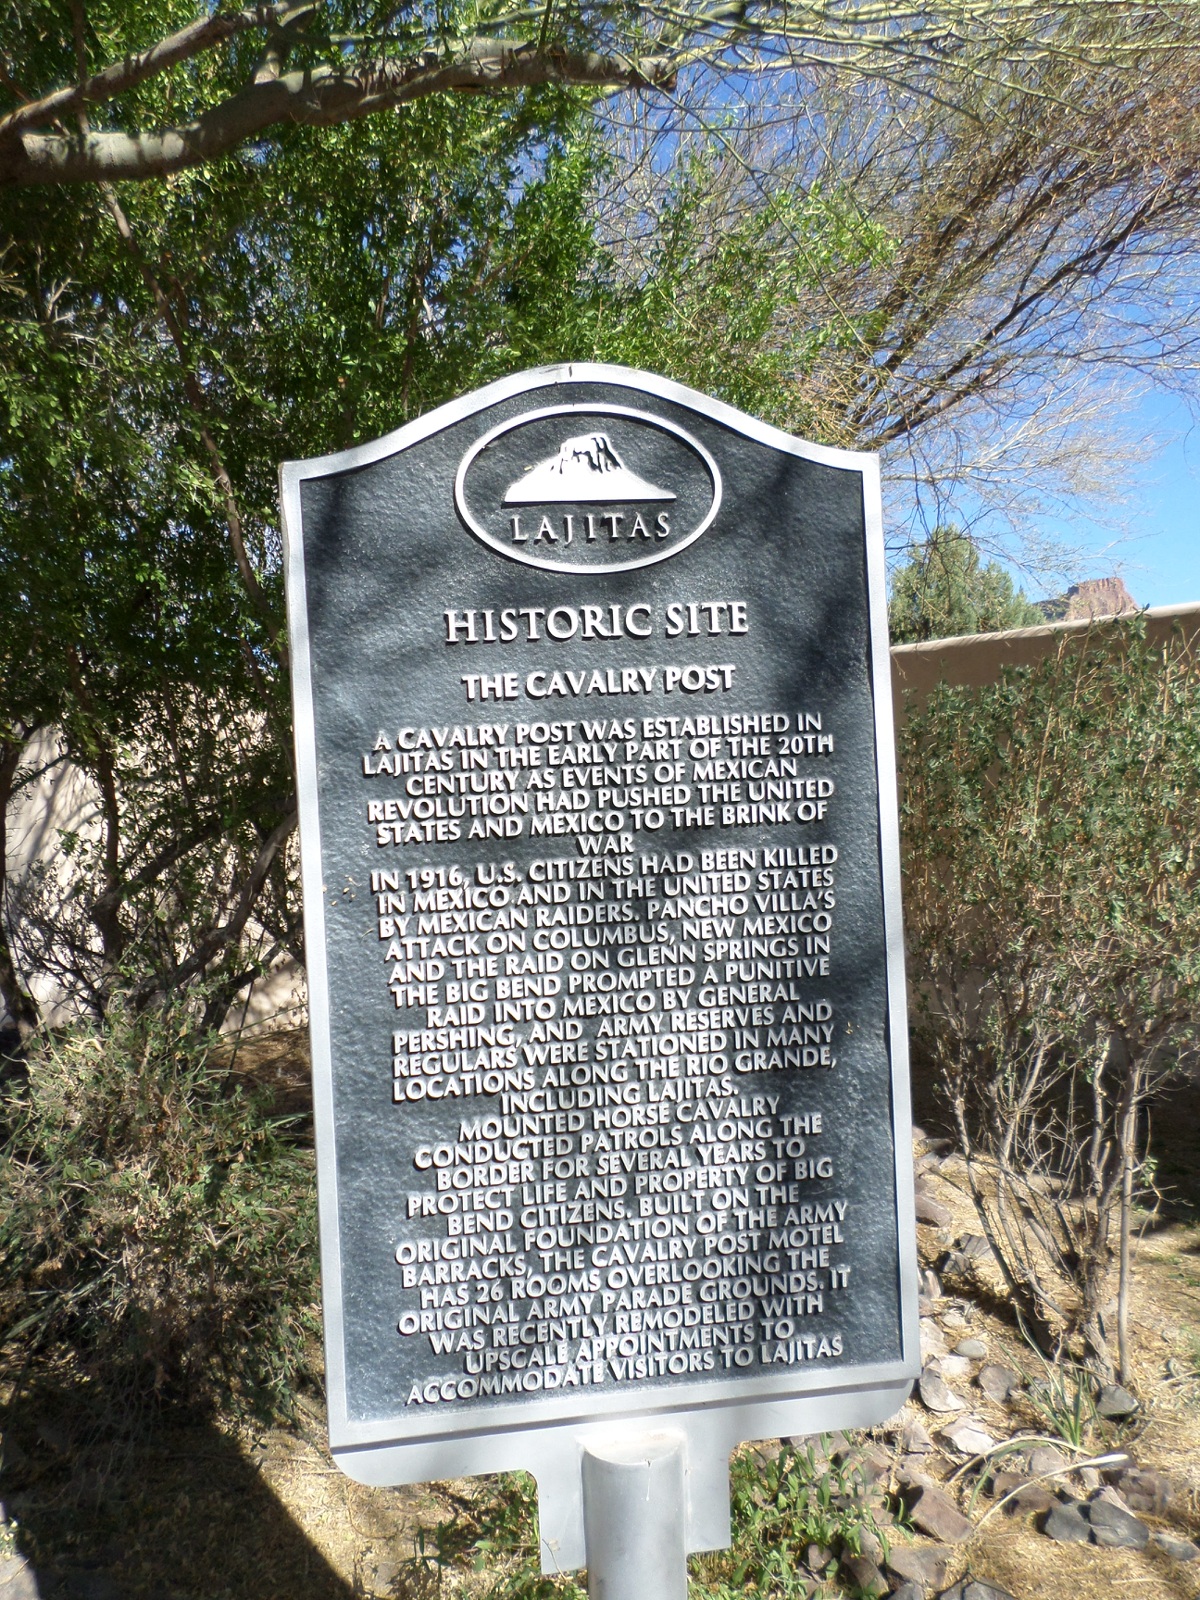 LAJITAS
HISTORIC SITE
THE CAVALRY POST
A CAVALRY POST WAS ESTABLISHED IN
LAJITAS IN THE EARLY PART OF THE 20TH
CENTURY AS EVENTS OF MEXICAN
REVOLUTION HAD PUSHED THE UNITED
STATES AND MEXICO TO THE BRINK OF
WAR
IN 1916, U.S. CITIZENS HAD BEEN KILLED
IN MEXICO AND IN THE UNITED STATES
BY MEXICAN RAIDERS. PANCHO VILLA'S
ATTACK ON COLUMBUS, NEW MEXICO
AND THE RAID ON GLENN SPRINGS IN
THE BIG BEND PROMPTED A PUNITIVE
RAID INTO MEXICO BY GENERAL
PERSHING, AND ARMY RESERVES AND
REGULARS WERE STATIONED IN MANY
LOCATIONS ALONG THE RIO GRANDE,
INCLUDING LAJITAS.
MOUNTED HORSE CAVALRY
CONDUCTED PATROLS ALONG THE
BORDER FOR SEVERAL YEARS TO
PROTECT LIFE AND PROPERTY OF BIG
BEND CITIZENS. BUILT ON THE
ORIGINAL FOUNDATION OF THE ARMY
BARRACKS, THE CAVALRY POST MOTEL
HAS 26 ROOMS OVERLOOKING THE
ORIGINAL ARMY PARADE GROUNDS. IT
WAS RECENTLY REMODELED WITH
UPSCALE APPOINTMENTS TO
ACCOMMODATE VISITORS TO LAJITAS